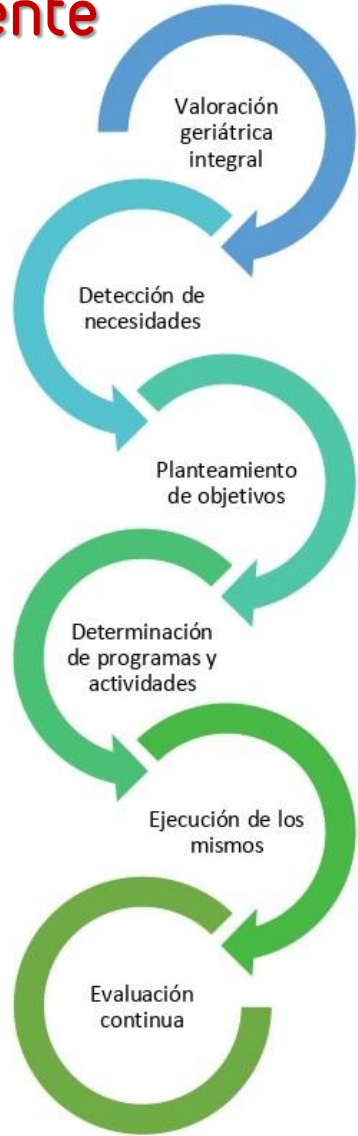 ente
Valoración
geriátrica
integral
Detección de
necesidades
Planteamiento
de objetivos
Determinación
de programas y
actividades
Ejecución de los
mismos
Evaluación
continua